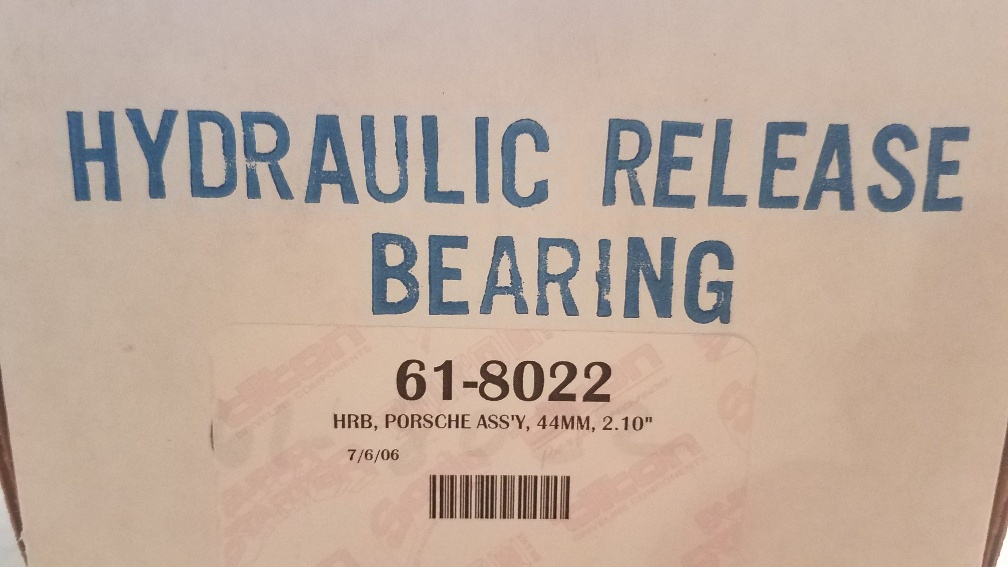 HYDRAULIC RELEASE
BEARING
61-8022
HRB, PORSCHE ASS'Y, 44MM, 2.10"
7/6/06